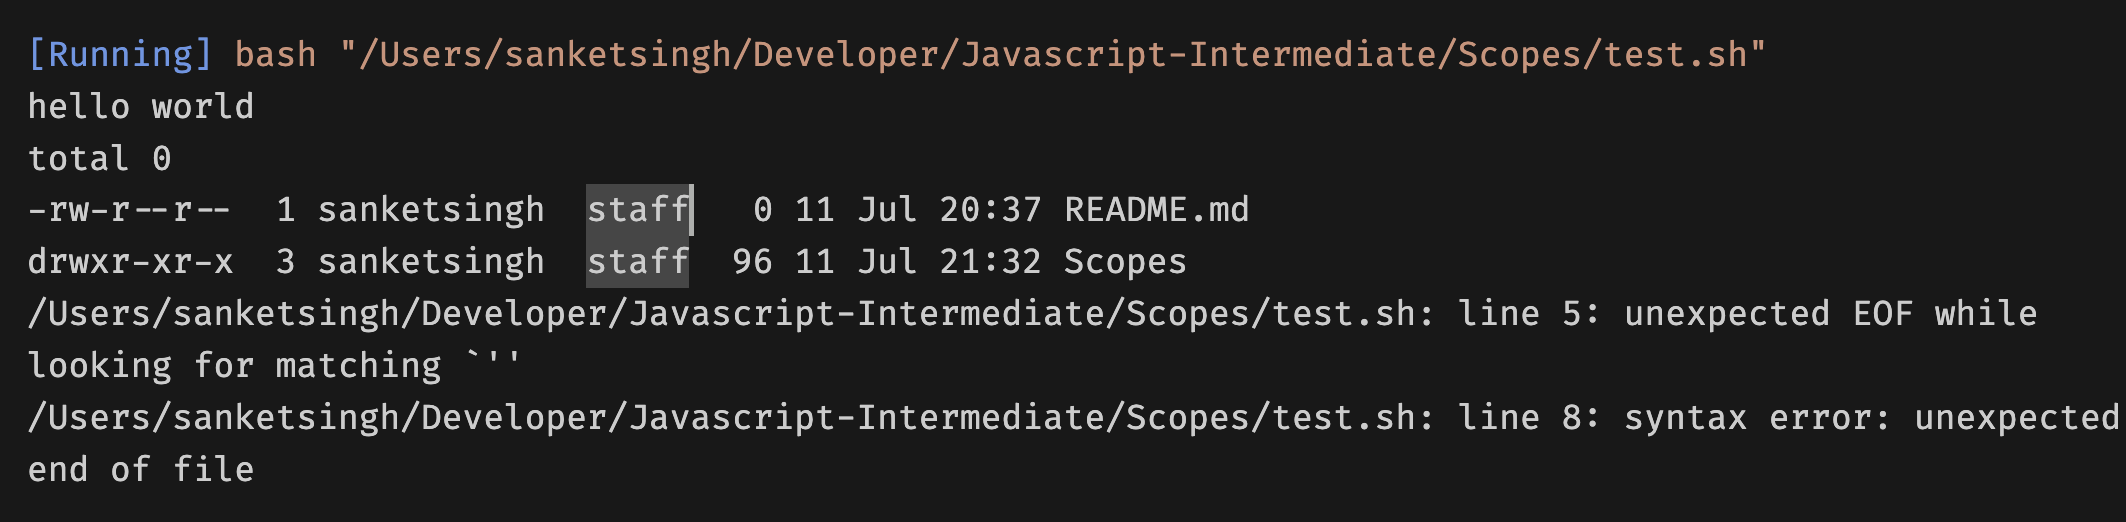 [Running] bash "/Users/sanketsingh/Developer/Javascript-Intermediate/Scopes/test.sh"
hello world
total 0
-rw-r--r--  1 sanketsingh  staff   0 11 Jul 20:37 README.md
drwxr-xr-x  3 sanketsingh  staff  96 11 Jul 21:32 Scopes
/Users/sanketsingh/Developer/Javascript-Intermediate/Scopes/test.sh: line 5: unexpected EOF while
looking for matching `''
/Users/sanketsingh/Developer/Javascript-Intermediate/Scopes/test.sh: line 8: syntax error: unexpected
end of file